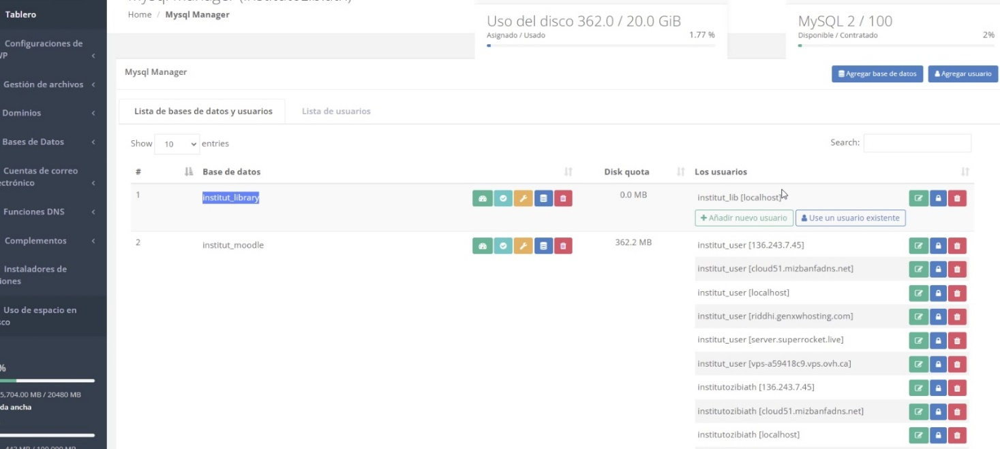 Tablero
Configuraciones de
Gestión de archivos
Dominios
Bases de Datos
Cuentas de correo
Funciones DNS
Complementos
Instaladores de
Uso de espacio en
5,704.00 MB / 20480 MB
Home / Mysql Manager
Uso del disco 362.0 / 20.0 GiB
Asignado / Usado 1.77 %
MySQL 2 / 100
Disponible / Contratado 2%
Mysql Manager
Agregar base de datos Agregar usuario
Lista de bases de datos y usuarios Lista de usuarios
Show 10 entries Search:
# Base de datos Disk quota Los usuarios
1 institut_library 0.0 MB institut_lib [localhost]
Añadir nuevo usuario Use un usuario existente
2 institut_moodle 362.2 MB institut_user [136.243.7.45]
institut_user [cloud51.mizbanfadns.net]
institut_user [localhost]
institut_user [riddhi.genxwhosting.com]
institut_user [server.superrocket.live]
institut_user [vps-a59418c9.vps.ovh.ca]
institutozibiath [136.243.7.45]
institutozibiath [cloud51.mizbanfadns.net]
institutozibiath [localhost]